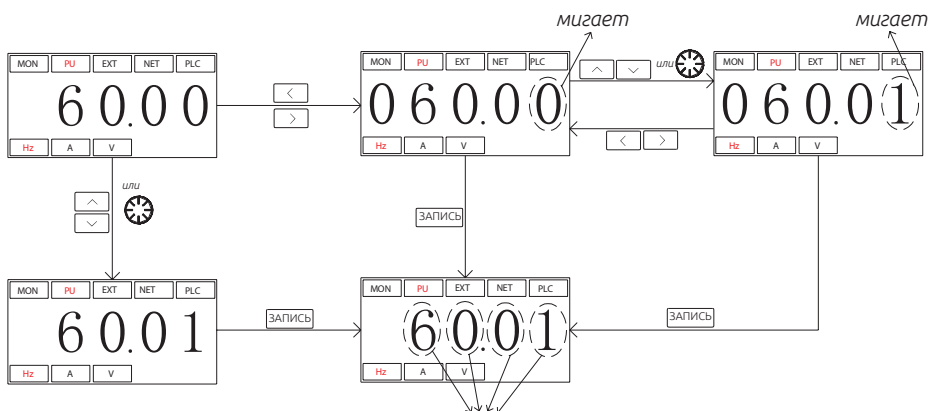 мигает
мигает
MON PU EXT NET PLC
60.00
Hz A V
MON PU EXT NET PLC
060.00
Hz A V
или
MON PU EXT NET PLC
060.01
Hz A V
или
ЗАПИСЬ
MON PU EXT NET PLC
60.01
Hz A V
ЗАПИСЬ
MON PU EXT NET PLC
60.01
Hz A V
ЗАПИСЬ